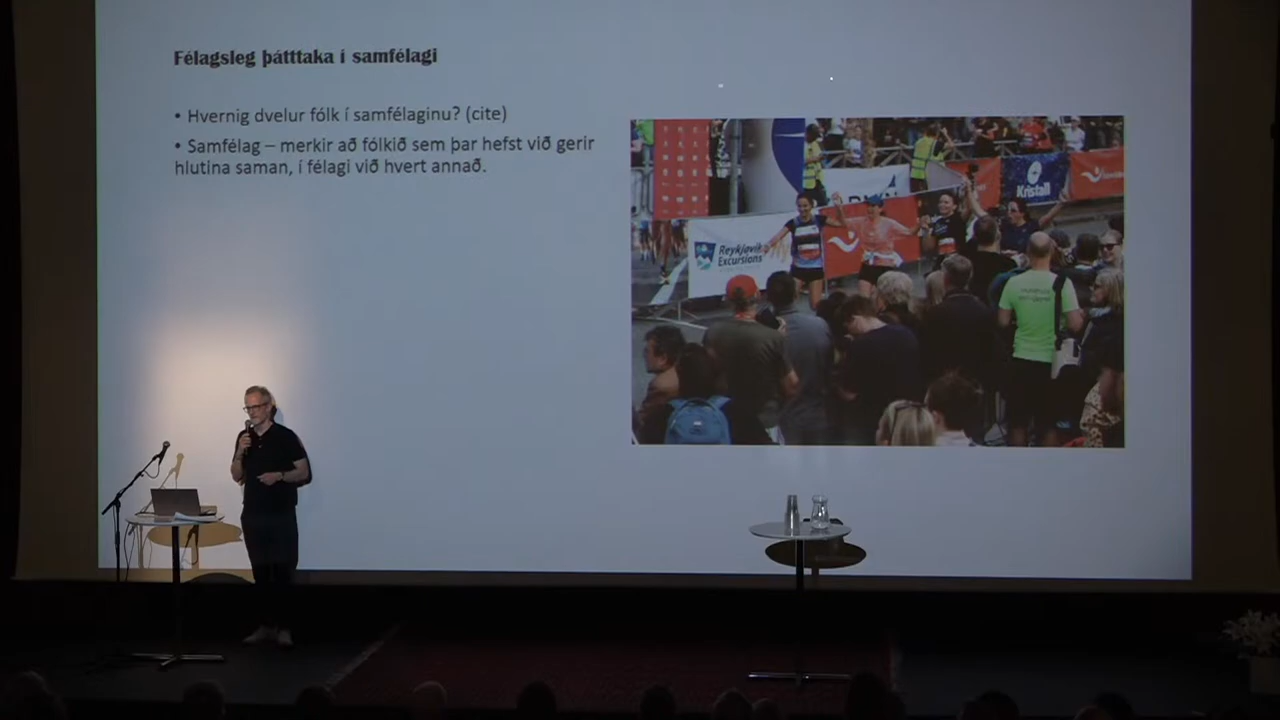 Félagsleg þátttaka í samfélagi
• Hvernig dvelur fólk í samfélaginu? (cite)
• Samfélag – merkir að fólkið sem þar hefst við gerir
hlutina saman, í félagi við hvert annað.
Kristall
Reykjavik
Excursions